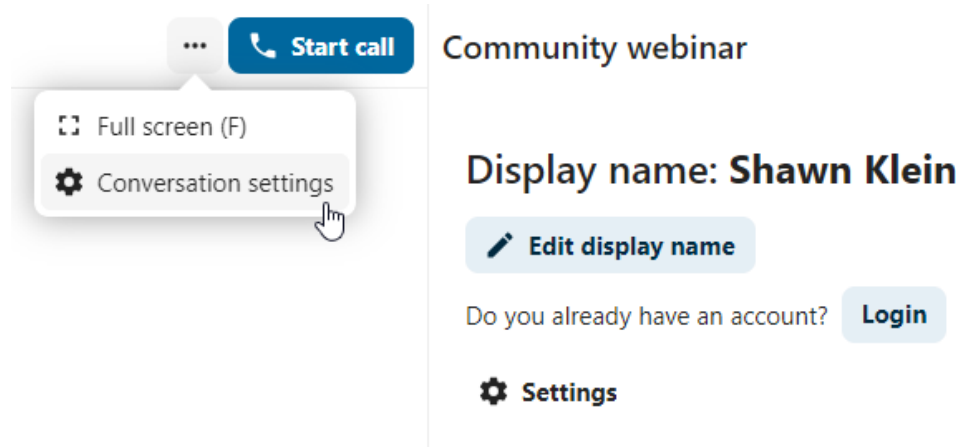 Start call
Full screen (F)
Conversation settings
Community webinar
Display name: Shawn Klein
Edit display name
Do you already have an account? Login
Settings